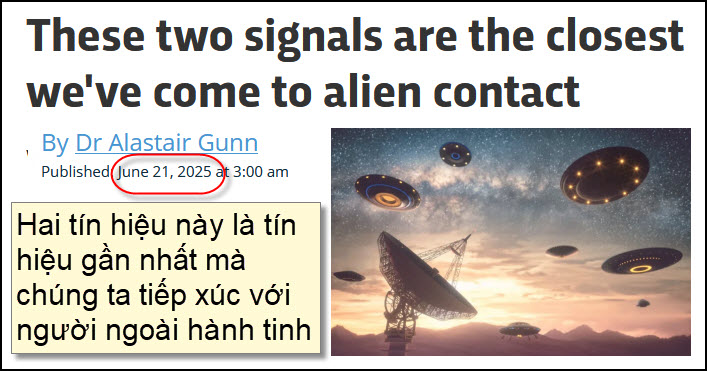 These two signals are the closest
we've come to alien contact
By Dr Alastair Gunn
Published: June 21, 2025 at 3:00 am
Hai tín hiệu này là tín
hiệu gần nhất mà
chúng ta tiếp xúc với
người ngoài hành tinh